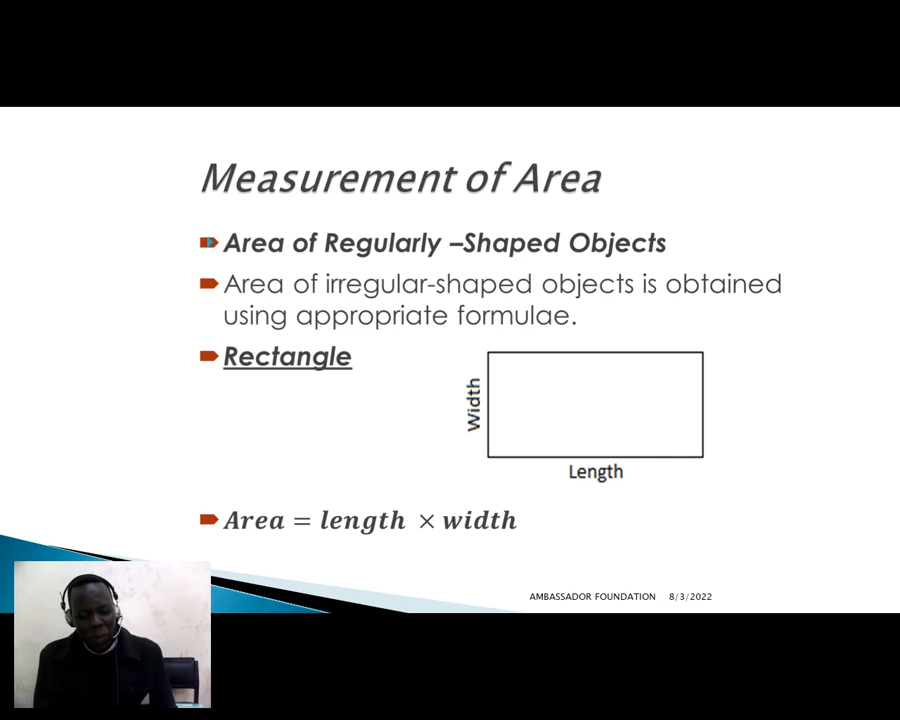 Measurement of Area
Area of Regularly –Shaped Objects
Area of irregular-shaped objects is obtained
using appropriate formulae.
Rectangle
Width
Length
Area = length × width
AMBASSADOR FOUNDATION 8/3/2022